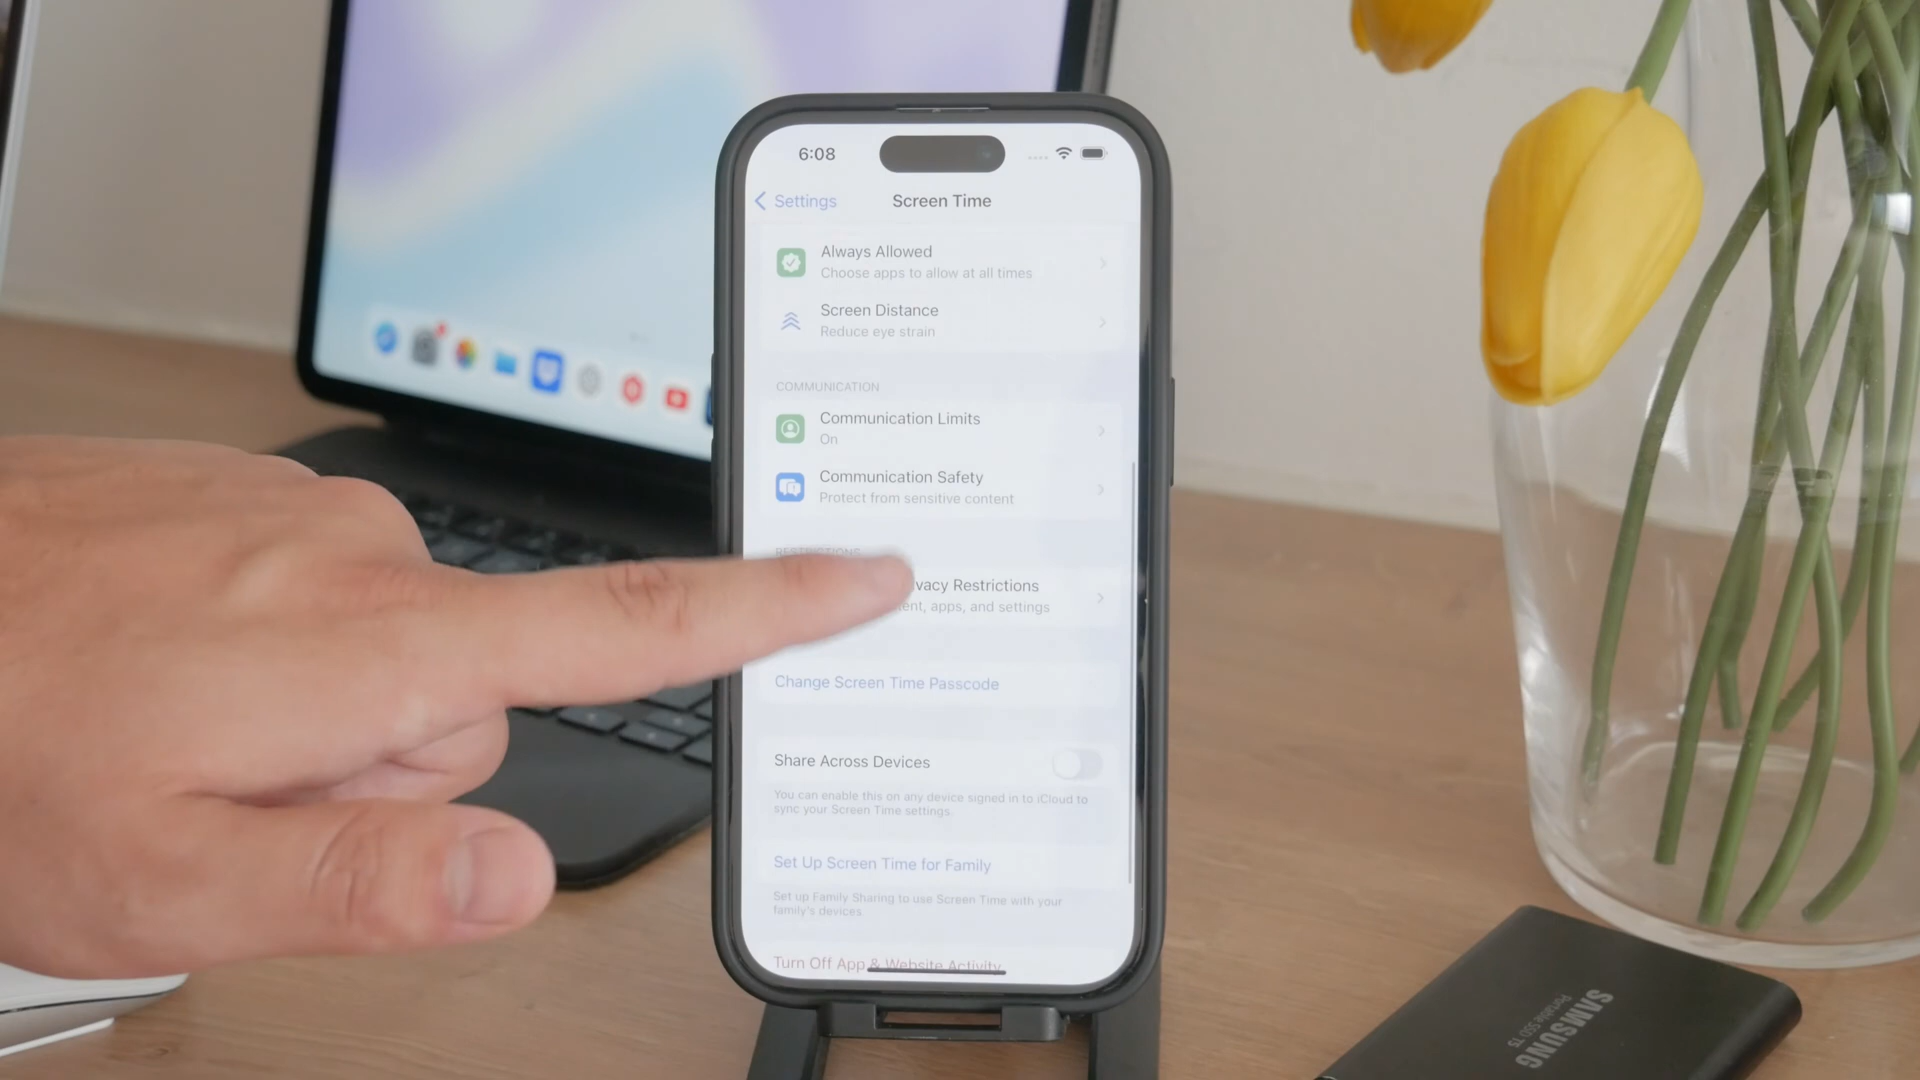 6:08
Settings
Screen Time
Always Allowed
Choose apps to allow at all times
Screen Distance
Reduce eye strain
COMMUNICATION
Communication Limits
On
Communication Safety
Protect from sensitive content
RESTRICTIONS
vacy Restrictions
ent, apps, and settings
Change Screen Time Passcode
Share Across Devices
You can enable this on any device signed in to iCloud to
sync your Screen Time settings.
Set Up Screen Time for Family
Set up Family Sharing to use Screen Time with your
family's devices.
Turn Off App & Website Activity
SAMSUNG
Portable SSD T5